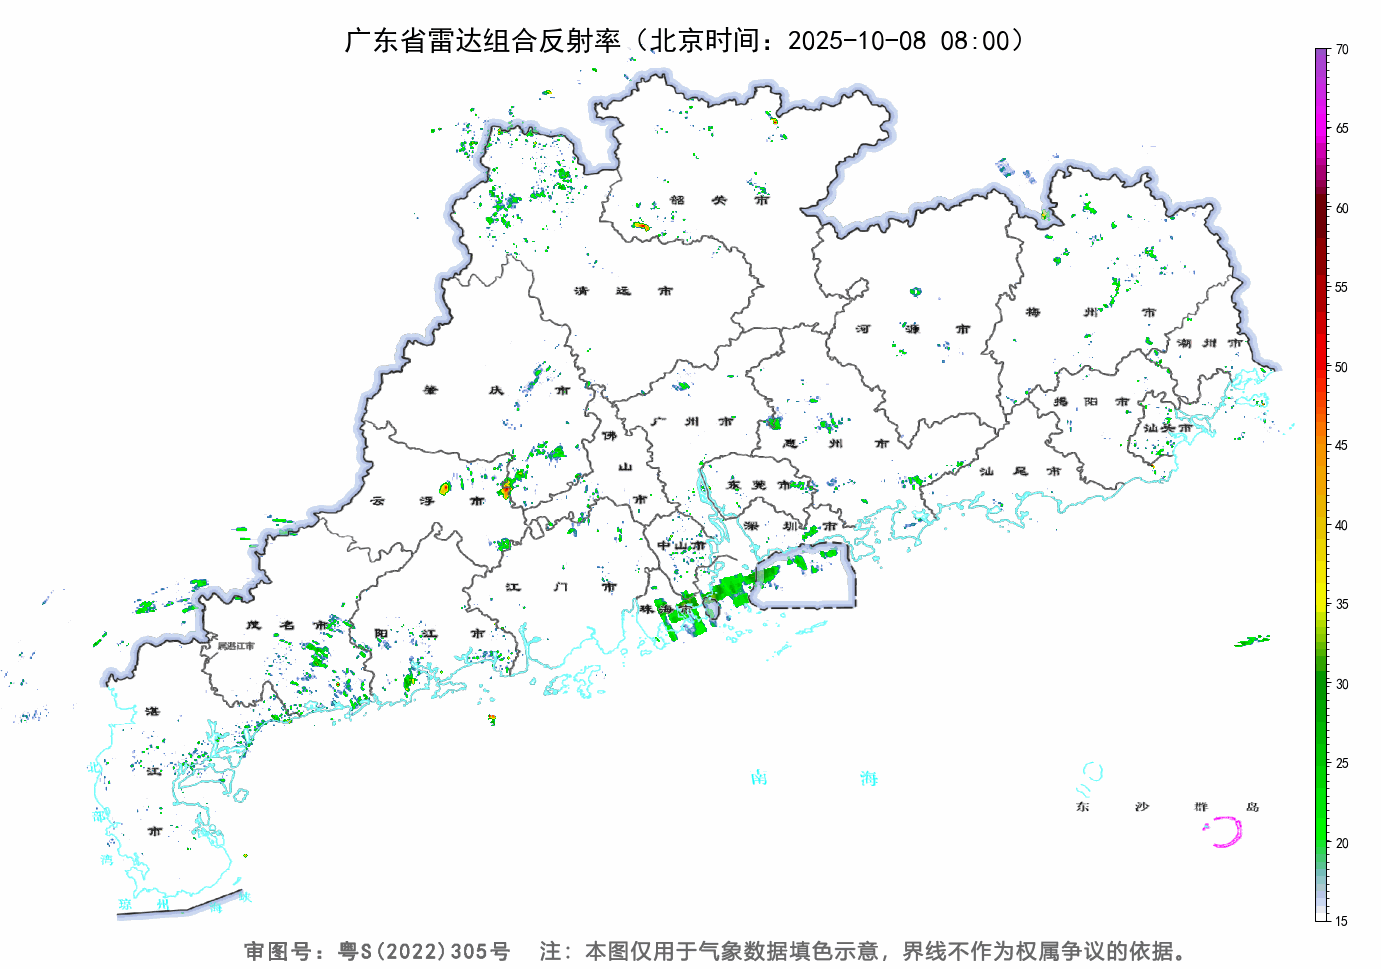 广东省雷达组合反射率（北京时间：2025-10-08 08:00）
70
65
60
55
50
45
40
35
30
25
20
15
韶关市
清远市
河源市
梅州市
潮州市
肇庆市
广州市
惠州市
揭阳市
汕头市
佛山市
云浮市
东莞市
汕尾市
深圳市
中山市
江门市
珠海市
茂名市
阳江市
属湛江市
湛江市
北部湾
琼州海峡
南海
东沙群岛
审图号：粤S(2022)305号 注：本图仅用于气象数据填色示意，界线不作为权属争议的依据。